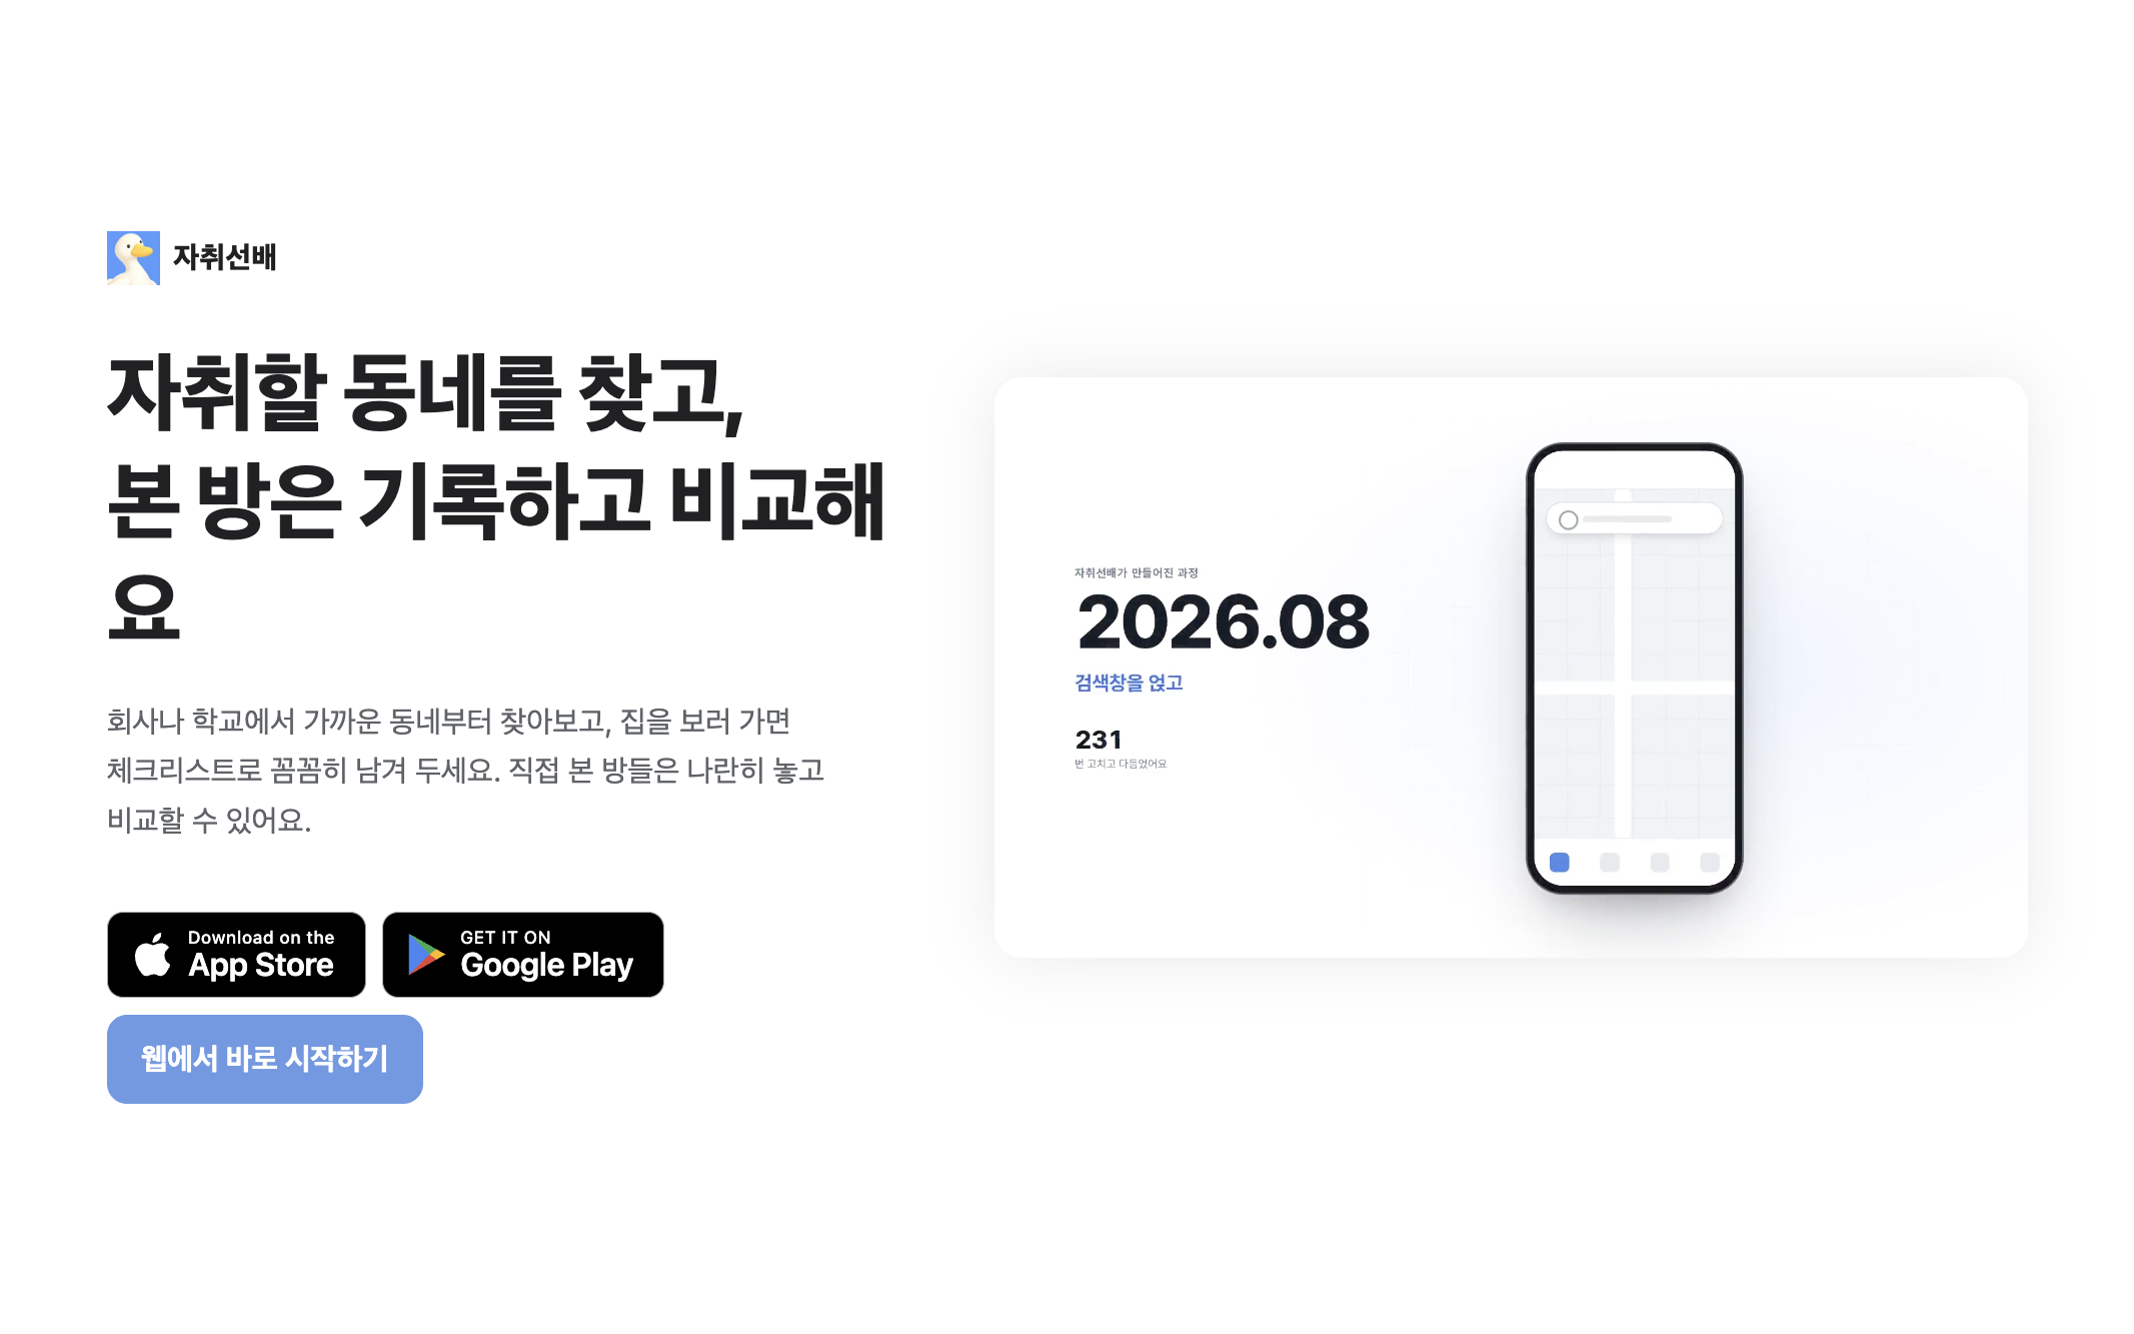 자취선배
자취할 동네를 찾고,
본 방은 기록하고 비교해
요
회사나 학교에서 가까운 동네부터 찾아보고, 집을 보러 가면
체크리스트로 꼼꼼히 남겨 두세요. 직접 본 방들은 나란히 놓고
비교할 수 있어요.
Download on the
App Store
GET IT ON
Google Play
웹에서 바로 시작하기
자취선배가 만들어진 과정
2026.08
검색창을 얹고
231
번 고치고 다듬었어요